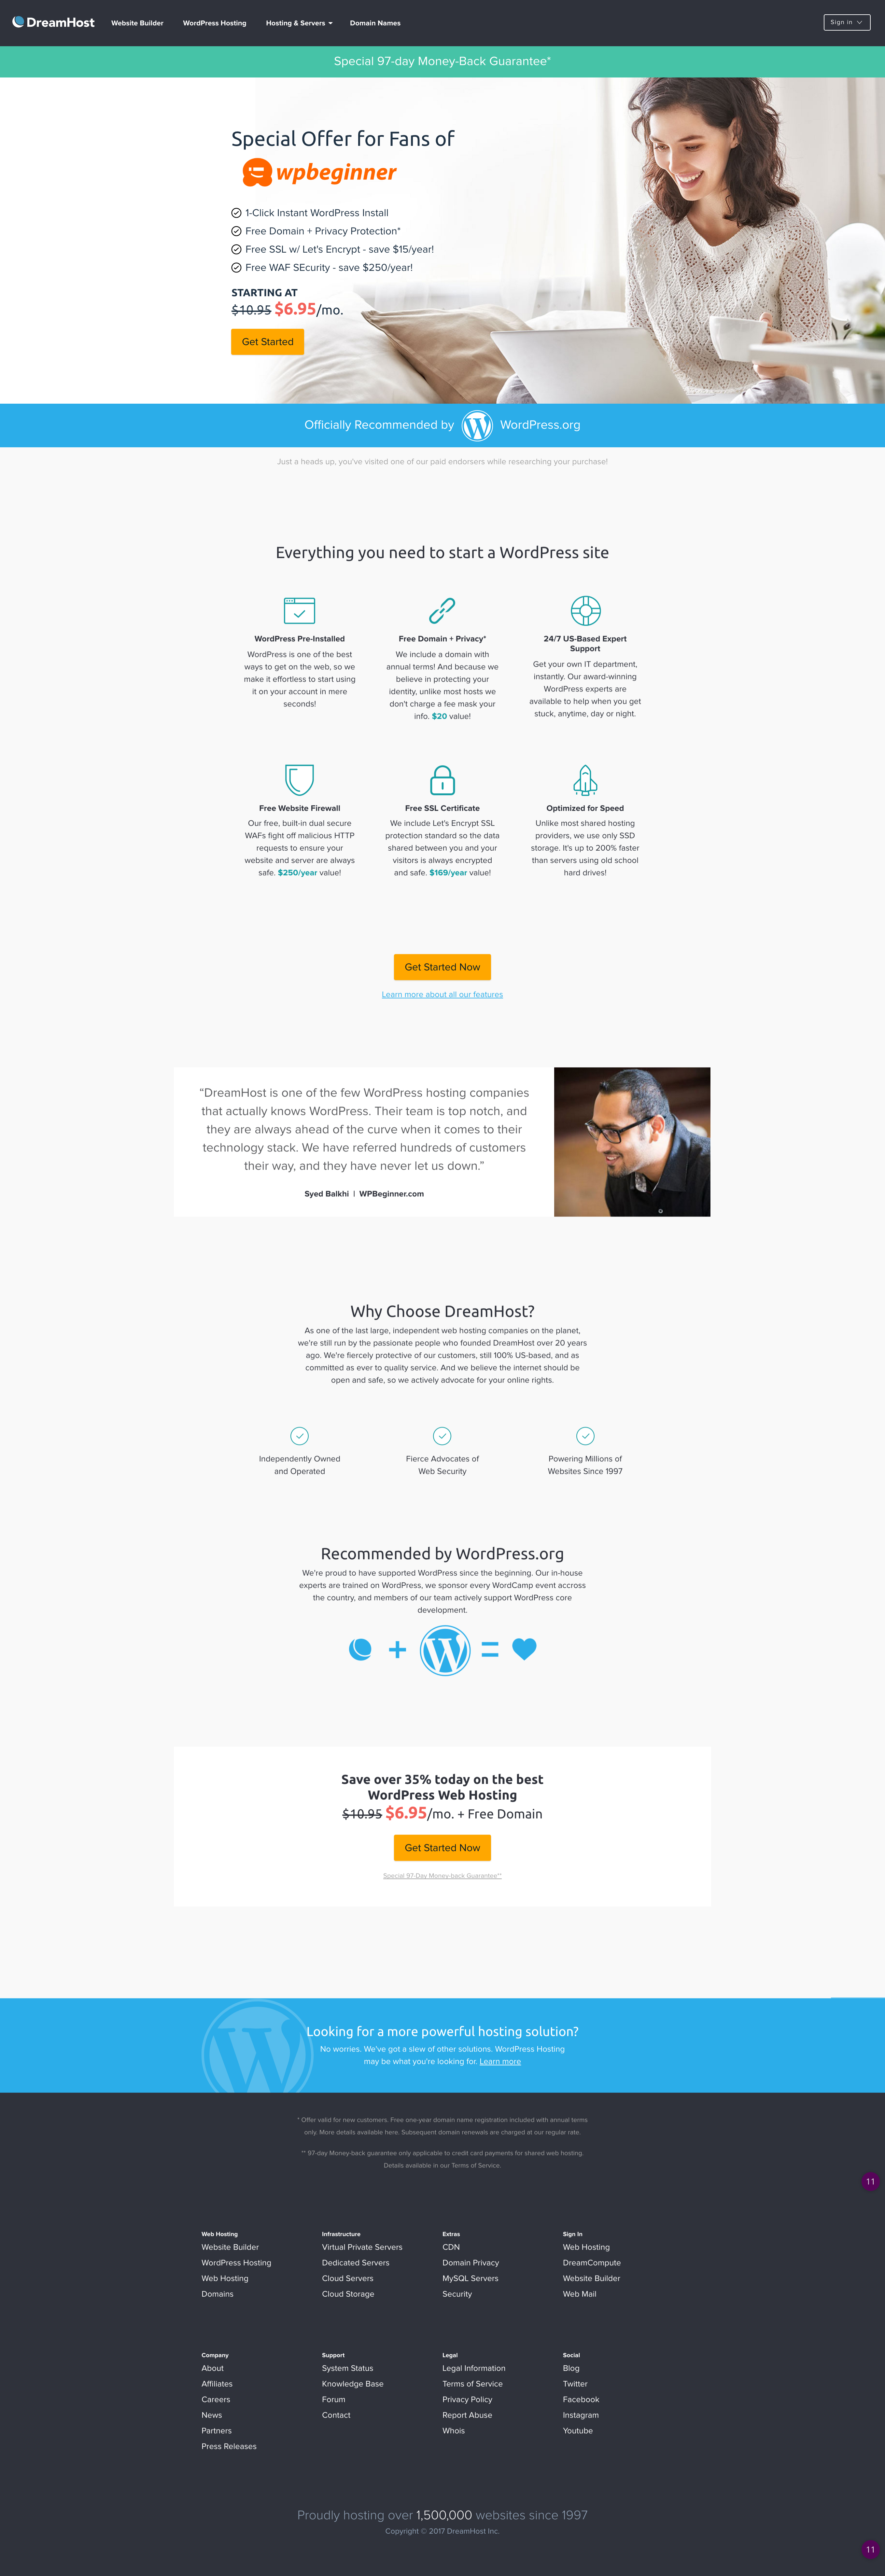 DreamHost
Website Builder
WordPress Hosting
Hosting & Servers
Domain Names
Sign in
Special 97-day Money-Back Guarantee*
Special Offer for Fans of
wpbeginner
1-Click Instant WordPress Install
Free Domain + Privacy Protection*
Free SSL w/ Let's Encrypt - save $15/year!
Free WAF SEcurity - save $250/year!
STARTING AT
$10.95 $6.95/mo.
Get Started
Officially Recommended by WordPress.org
Just a heads up, you've visited one of our paid endorsers while researching your purchase!
Everything you need to start a WordPress site
WordPress Pre-Installed
WordPress is one of the best
ways to get on the web, so we
make it effortless to start using
it on your account in mere
seconds!
Free Domain + Privacy*
We include a domain with
annual terms! And because we
believe in protecting your
identity, unlike most hosts we
don't charge a fee mask your
info. $20 value!
24/7 US-Based Expert
Support
Get your own IT department,
instantly. Our award-winning
WordPress experts are
available to help when you get
stuck, anytime, day or night.
Free Website Firewall
Our free, built-in dual secure
WAFs fight off malicious HTTP
requests to ensure your
website and server are always
safe. $250/year value!
Free SSL Certificate
We include Let's Encrypt SSL
protection standard so the data
shared between you and your
visitors is always encrypted
and safe. $169/year value!
Optimized for Speed
Unlike most shared hosting
providers, we use only SSD
storage. It's up to 200% faster
than servers using old school
hard drives!
Get Started Now
Learn more about all our features
“DreamHost is one of the few WordPress hosting companies
that actually knows WordPress. Their team is top notch, and
they are always ahead of the curve when it comes to their
technology stack. We have referred hundreds of customers
their way, and they have never let us down.”
Syed Balkhi | WPBeginner.com
Why Choose DreamHost?
As one of the last large, independent web hosting companies on the planet,
we're still run by the passionate people who founded DreamHost over 20 years
ago. We're fiercely protective of our customers, still 100% US-based, and as
committed as ever to quality service. And we believe the internet should be
open and safe, so we actively advocate for your online rights.
Independently Owned
and Operated
Fierce Advocates of
Web Security
Powering Millions of
Websites Since 1997
Recommended by WordPress.org
We're proud to have supported WordPress since the beginning. Our in-house
experts are trained on WordPress, we sponsor every WordCamp event accross
the country, and members of our team actively support WordPress core
development.
+ =
Save over 35% today on the best
WordPress Web Hosting
$10.95 $6.95/mo. + Free Domain
Get Started Now
Special 97-Day Money-back Guarantee**
Looking for a more powerful hosting solution?
No worries. We've got a slew of other solutions. WordPress Hosting
may be what you're looking for. Learn more
* Offer valid for new customers. Free one-year domain name registration included with annual terms
only. More details available here. Subsequent domain renewals are charged at our regular rate.
** 97-day Money-back guarantee only applicable to credit card payments for shared web hosting.
Details available in our Terms of Service.
11
Web Hosting
Website Builder
WordPress Hosting
Web Hosting
Domains
Infrastructure
Virtual Private Servers
Dedicated Servers
Cloud Servers
Cloud Storage
Extras
CDN
Domain Privacy
MySQL Servers
Security
Sign In
Web Hosting
DreamCompute
Website Builder
Web Mail
Company
About
Affiliates
Careers
News
Partners
Press Releases
Support
System Status
Knowledge Base
Forum
Contact
Legal
Legal Information
Terms of Service
Privacy Policy
Report Abuse
Whois
Social
Blog
Twitter
Facebook
Instagram
Youtube
Proudly hosting over 1,500,000 websites since 1997
Copyright © 2017 DreamHost Inc.
11